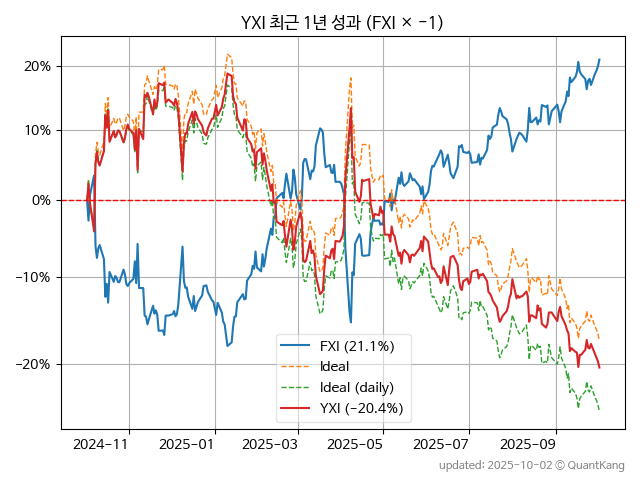 YXI 최근 1년 성과 (FXI × -1)
20%
10%
0%
−10%
−20%
FXI (21.1%)
Ideal
Ideal (daily)
YXI (-20.4%)
2024-11
2025-01
2025-03
2025-05
2025-07
2025-09
updated: 2025-10-02 © QuantKang